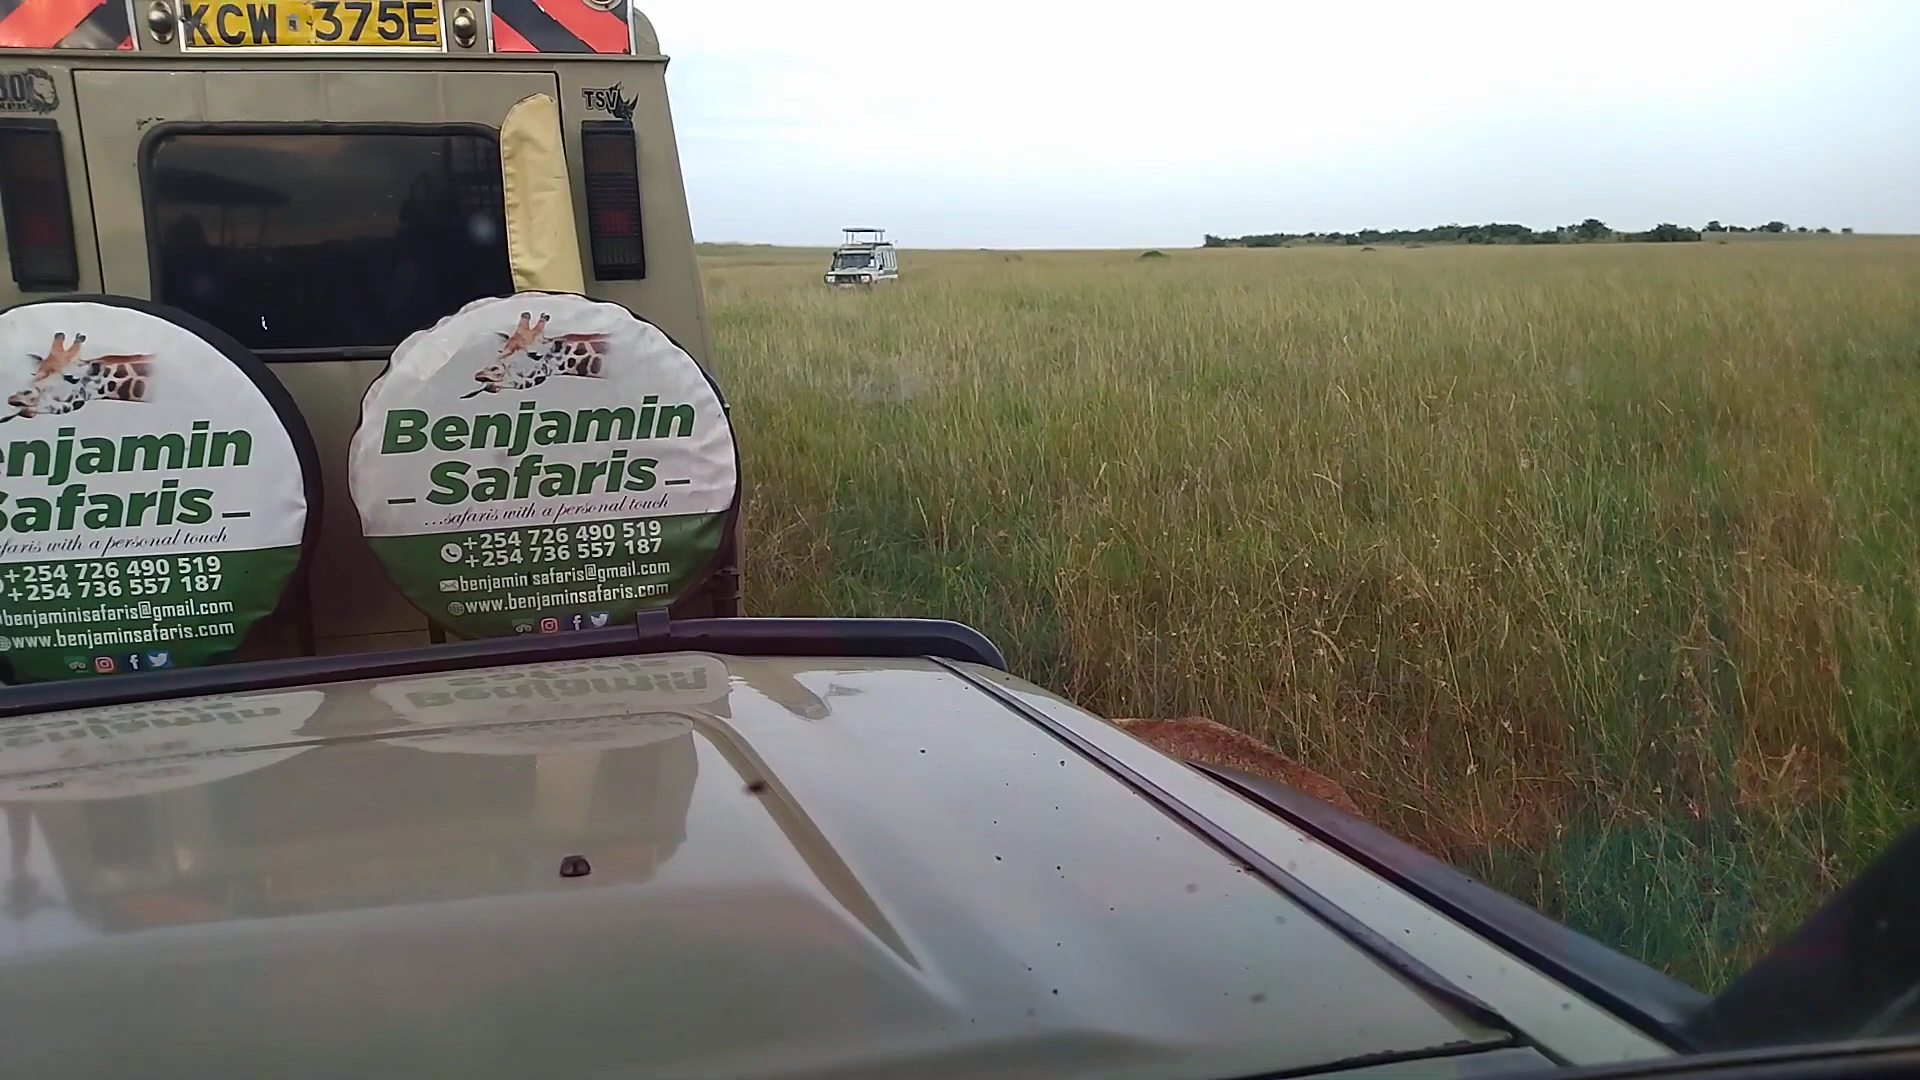 KCW 375E
TSV
enjamin
Safaris
faris with a personal touch
+254 726 490 519
+254 736 557 187
benjaminisafaris@gmail.com
www.benjaminsafaris.com
Benjamin
_ Safaris _
...safaris with a personal touch
+254 726 490 519
+254 736 557 187
benjamin safaris@gmail.com
www.benjaminsafaris.com